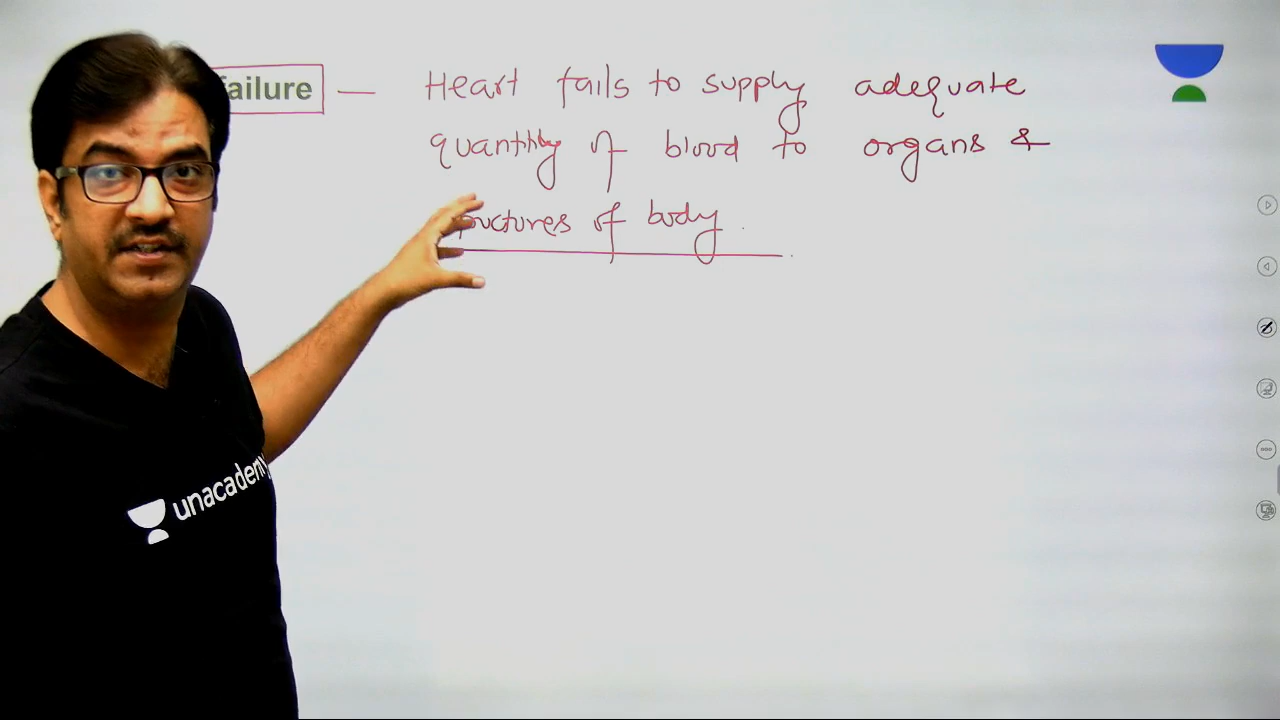 failure — Heart fails to supply adequate
quantity of blood to organs &
structures of body.
unacademy